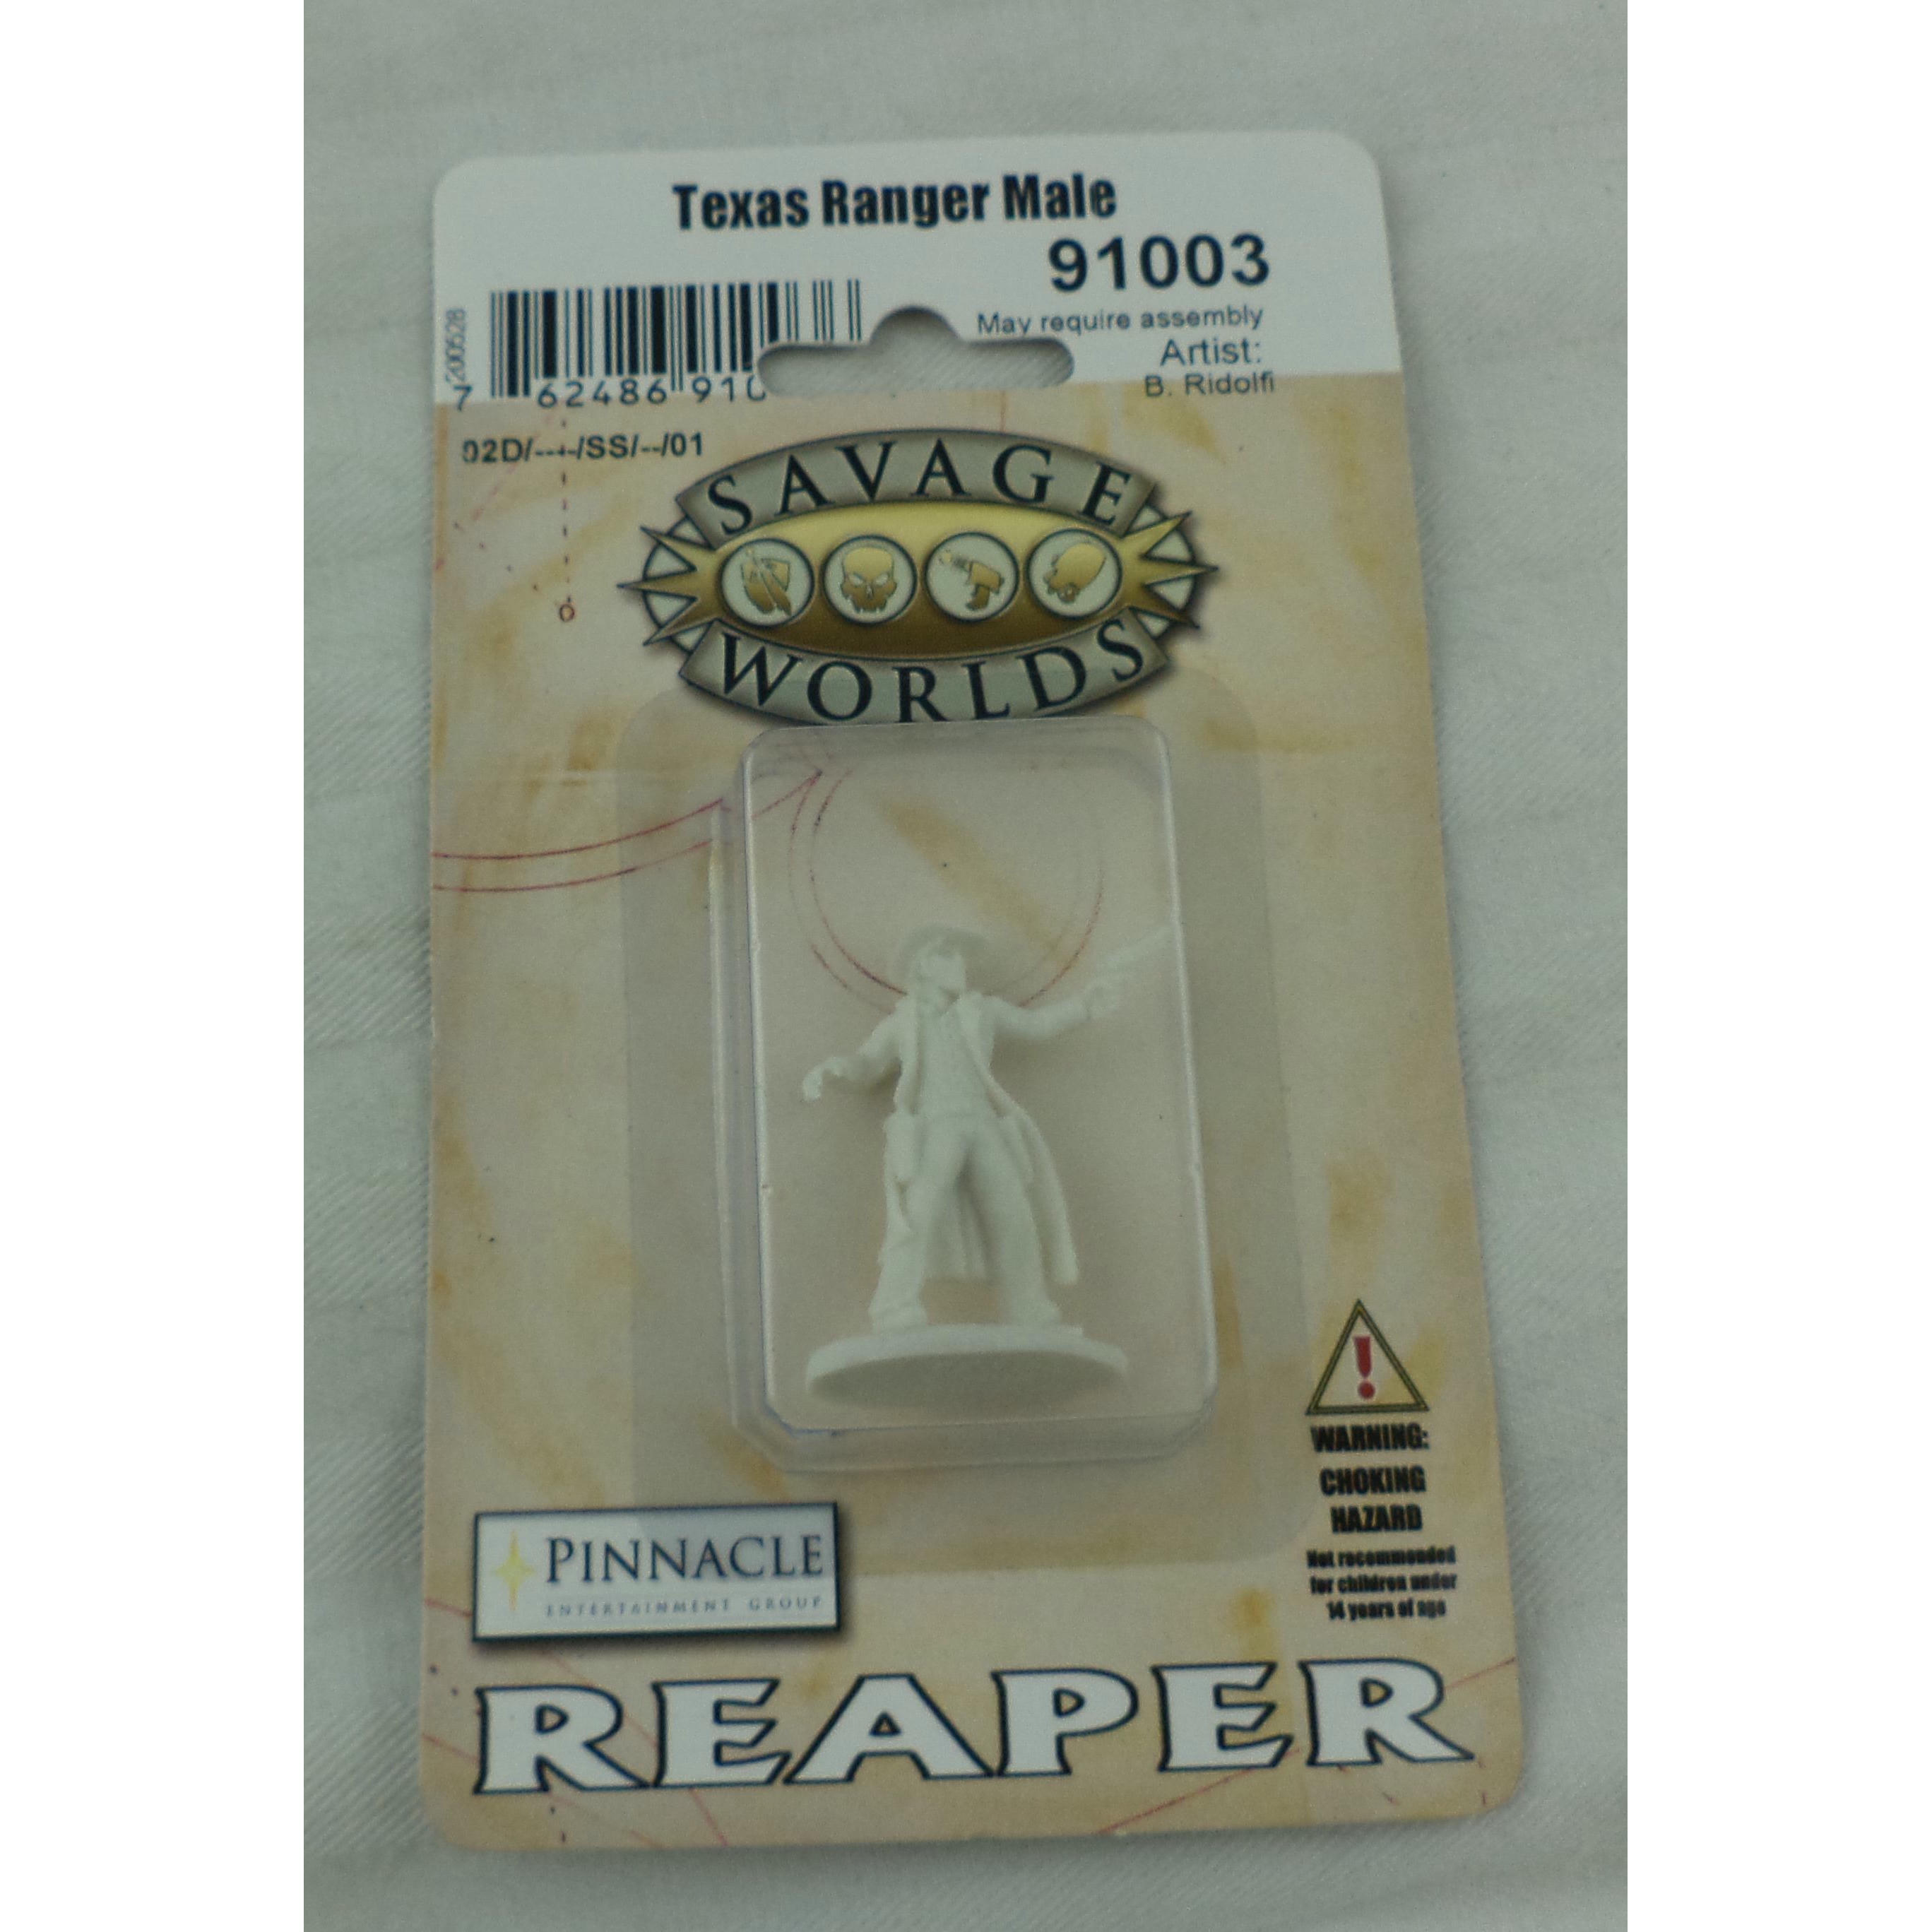 Texas Ranger Male
91003
May require assembly
Artist:
B. Ridolfi
200528
7 62486 910
02D/----/SS/--/01
SAVAGE
WORLDS
WARNING:
CHOKING
HAZARD
Not recommended
for children under
14 years of age
PINNACLE
ENTERTAINMENT GROUP
REAPER